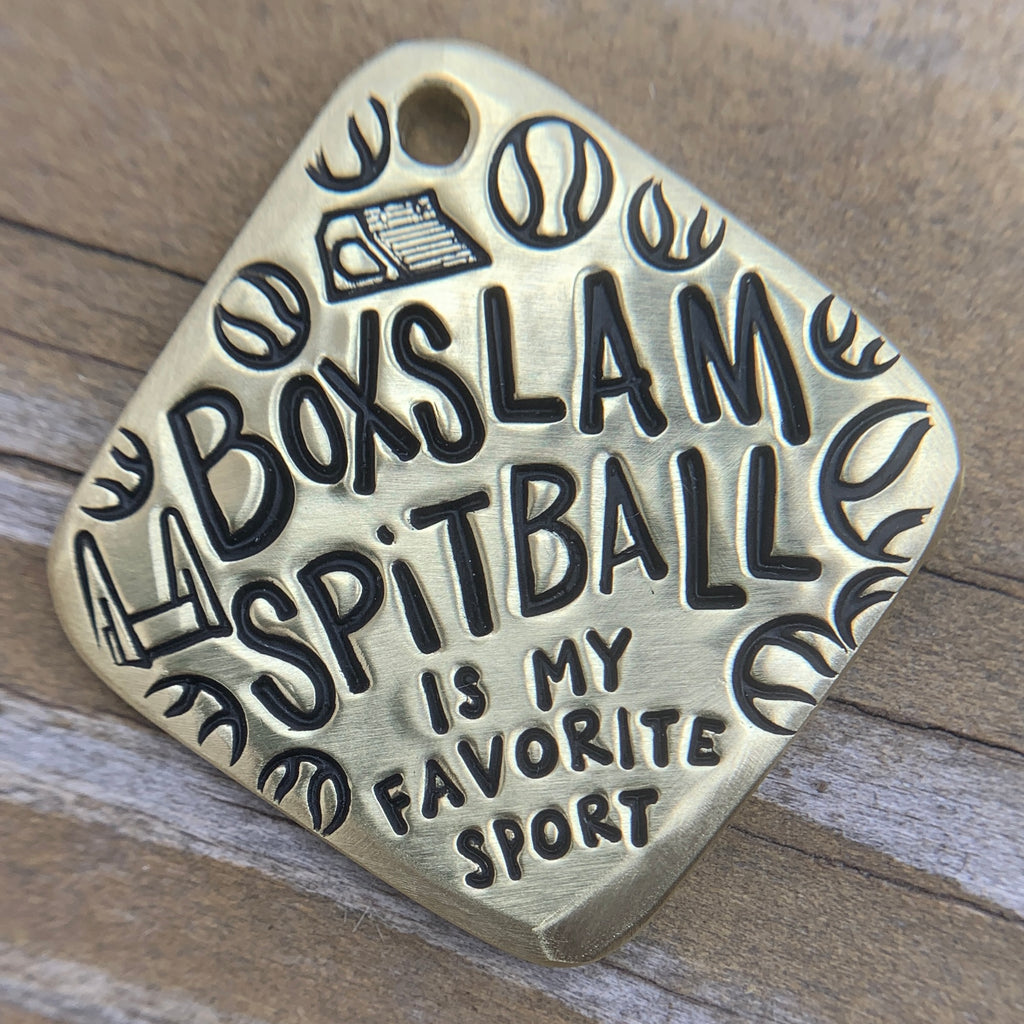 BOXSLAM
SPiTBALL
IS MY
FAVORITE
SPORT